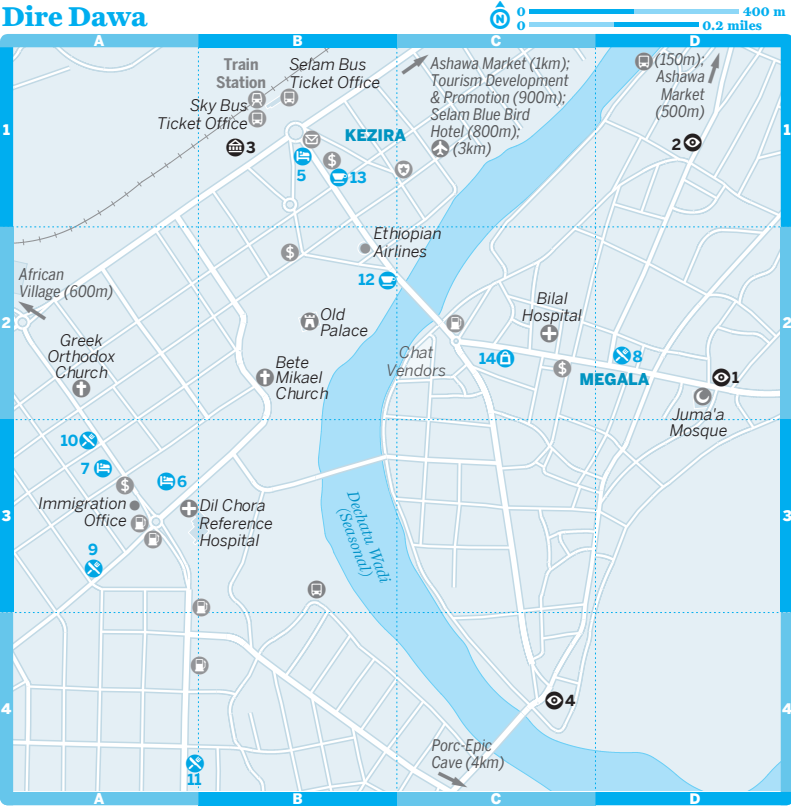 Dire Dawa
N
0 400 m
0 0.2 miles
A B C D
Train
Station
Selam Bus
Ticket Office
Sky Bus
Ticket Office
Ashawa Market (1km);
Tourism Development
& Promotion (900m);
Selam Blue Bird
Hotel (800m);
(3km)
(150m);
Ashawa
Market
(500m)
1 1
KEZIRA
3
2
5
$
13
Ethiopian
Airlines
$
African
Village (600m)
12
Old
Palace
Bilal
Hospital
2 2
Greek
Orthodox
Church
Chat
Vendors
14
8
$
MEGALA
1
Bete
Mikael
Church
Juma'a
Mosque
10
7
6
$
Immigration
Office
Dil Chora
Reference
Hospital
3 3
Dechatu Wadi
(Seasonal)
9
4
4 4
Porc-Epic
Cave (4km)
11
A B C D